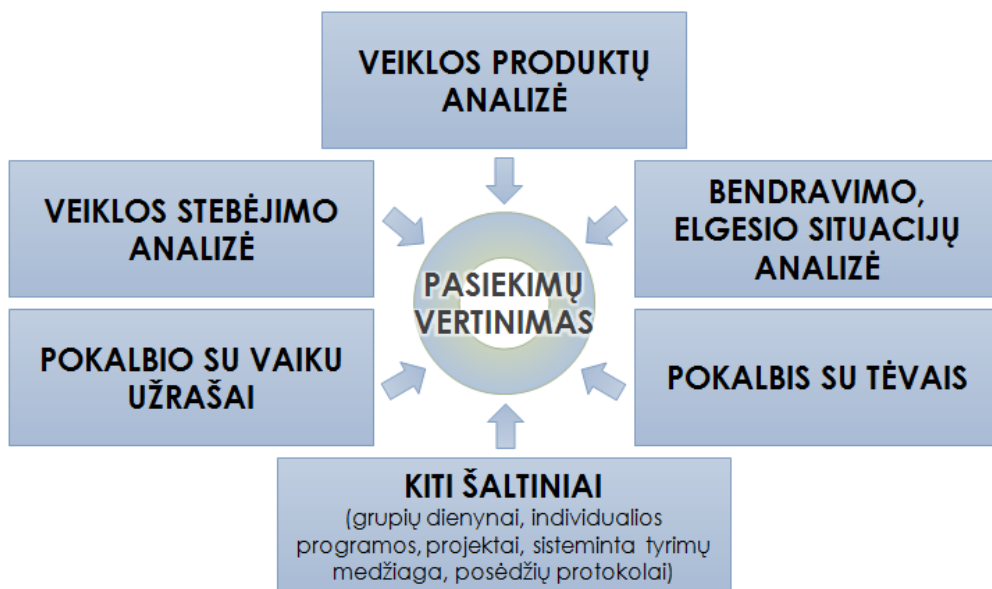 VEIKLOS PRODUKTŲ
ANALIZĖ
VEIKLOS STEBĖJIMO
ANALIZĖ
BENDRAVIMO,
ELGESIO SITUACIJŲ
ANALIZĖ
PASIEKIMŲ
VERTINIMAS
POKALBIO SU VAIKU
UŽRAŠAI
POKALBIS SU TĖVAIS
KITI ŠALTINIAI
(grupių dienynai, individualios
programos, projektai, sisteminta tyrimų
medžiaga, posėdžių protokolai)